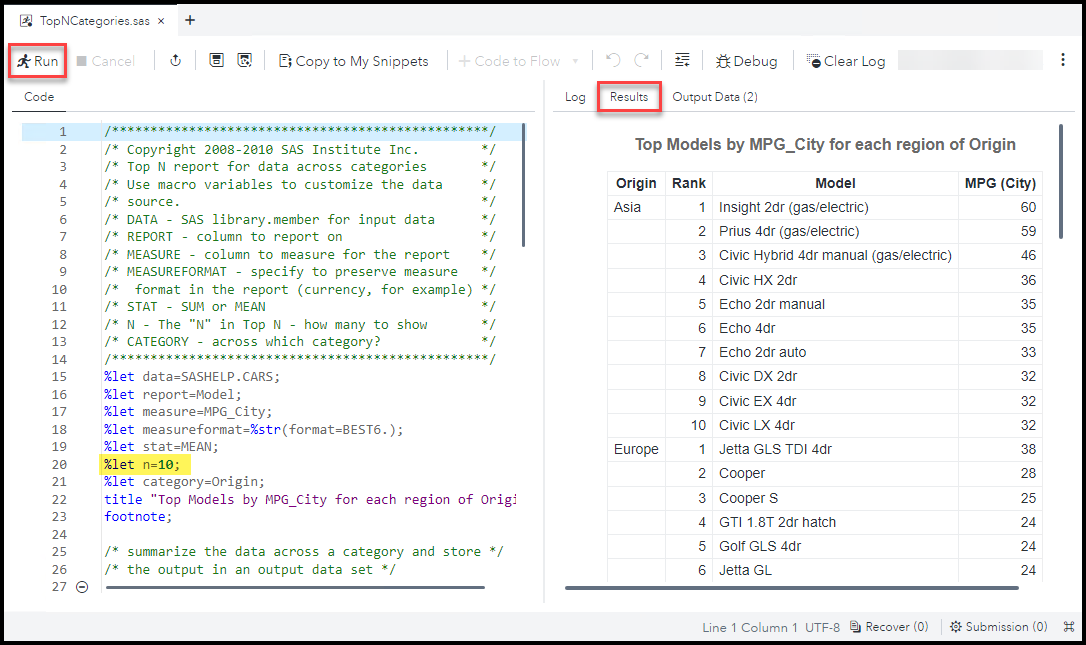 TopNCategories.sas × +
Run Cancel Copy to My Snippets Code to Flow Debug Clear Log
Code
1 /*************************************************/
2 /* Copyright 2008-2010 SAS Institute Inc. */
3 /* Top N report for data across categories */
4 /* Use macro variables to customize the data */
5 /* source. */
6 /* DATA - SAS library.member for input data */
7 /* REPORT - column to report on */
8 /* MEASURE - column to measure for the report */
9 /* MEASUREFORMAT - specify to preserve measure */
10 /*  format in the report (currency, for example) */
11 /* STAT - SUM or MEAN */
12 /* N - The "N" in Top N - how many to show */
13 /* CATEGORY - across which category? */
14 /*************************************************/
15 %let data=SASHELP.CARS;
16 %let report=Model;
17 %let measure=MPG_City;
18 %let measureformat=%str(format=BEST6.);
19 %let stat=MEAN;
20 %let n=10;
21 %let category=Origin;
22 title "Top Models by MPG_City for each region of Origi
23 footnote;
24
25 /* summarize the data across a category and store */
26 /* the output in an output data set */
27
Log Results Output Data (2)
Top Models by MPG_City for each region of Origin
Origin Rank Model MPG (City)
Asia 1 Insight 2dr (gas/electric) 60
2 Prius 4dr (gas/electric) 59
3 Civic Hybrid 4dr manual (gas/electric) 46
4 Civic HX 2dr 36
5 Echo 2dr manual 35
6 Echo 4dr 35
7 Echo 2dr auto 33
8 Civic DX 2dr 32
9 Civic EX 4dr 32
10 Civic LX 4dr 32
Europe 1 Jetta GLS TDI 4dr 38
2 Cooper 28
3 Cooper S 25
4 GTI 1.8T 2dr hatch 24
5 Golf GLS 4dr 24
6 Jetta GL 24
Line 1 Column 1 UTF-8 Recover (0) Submission (0)